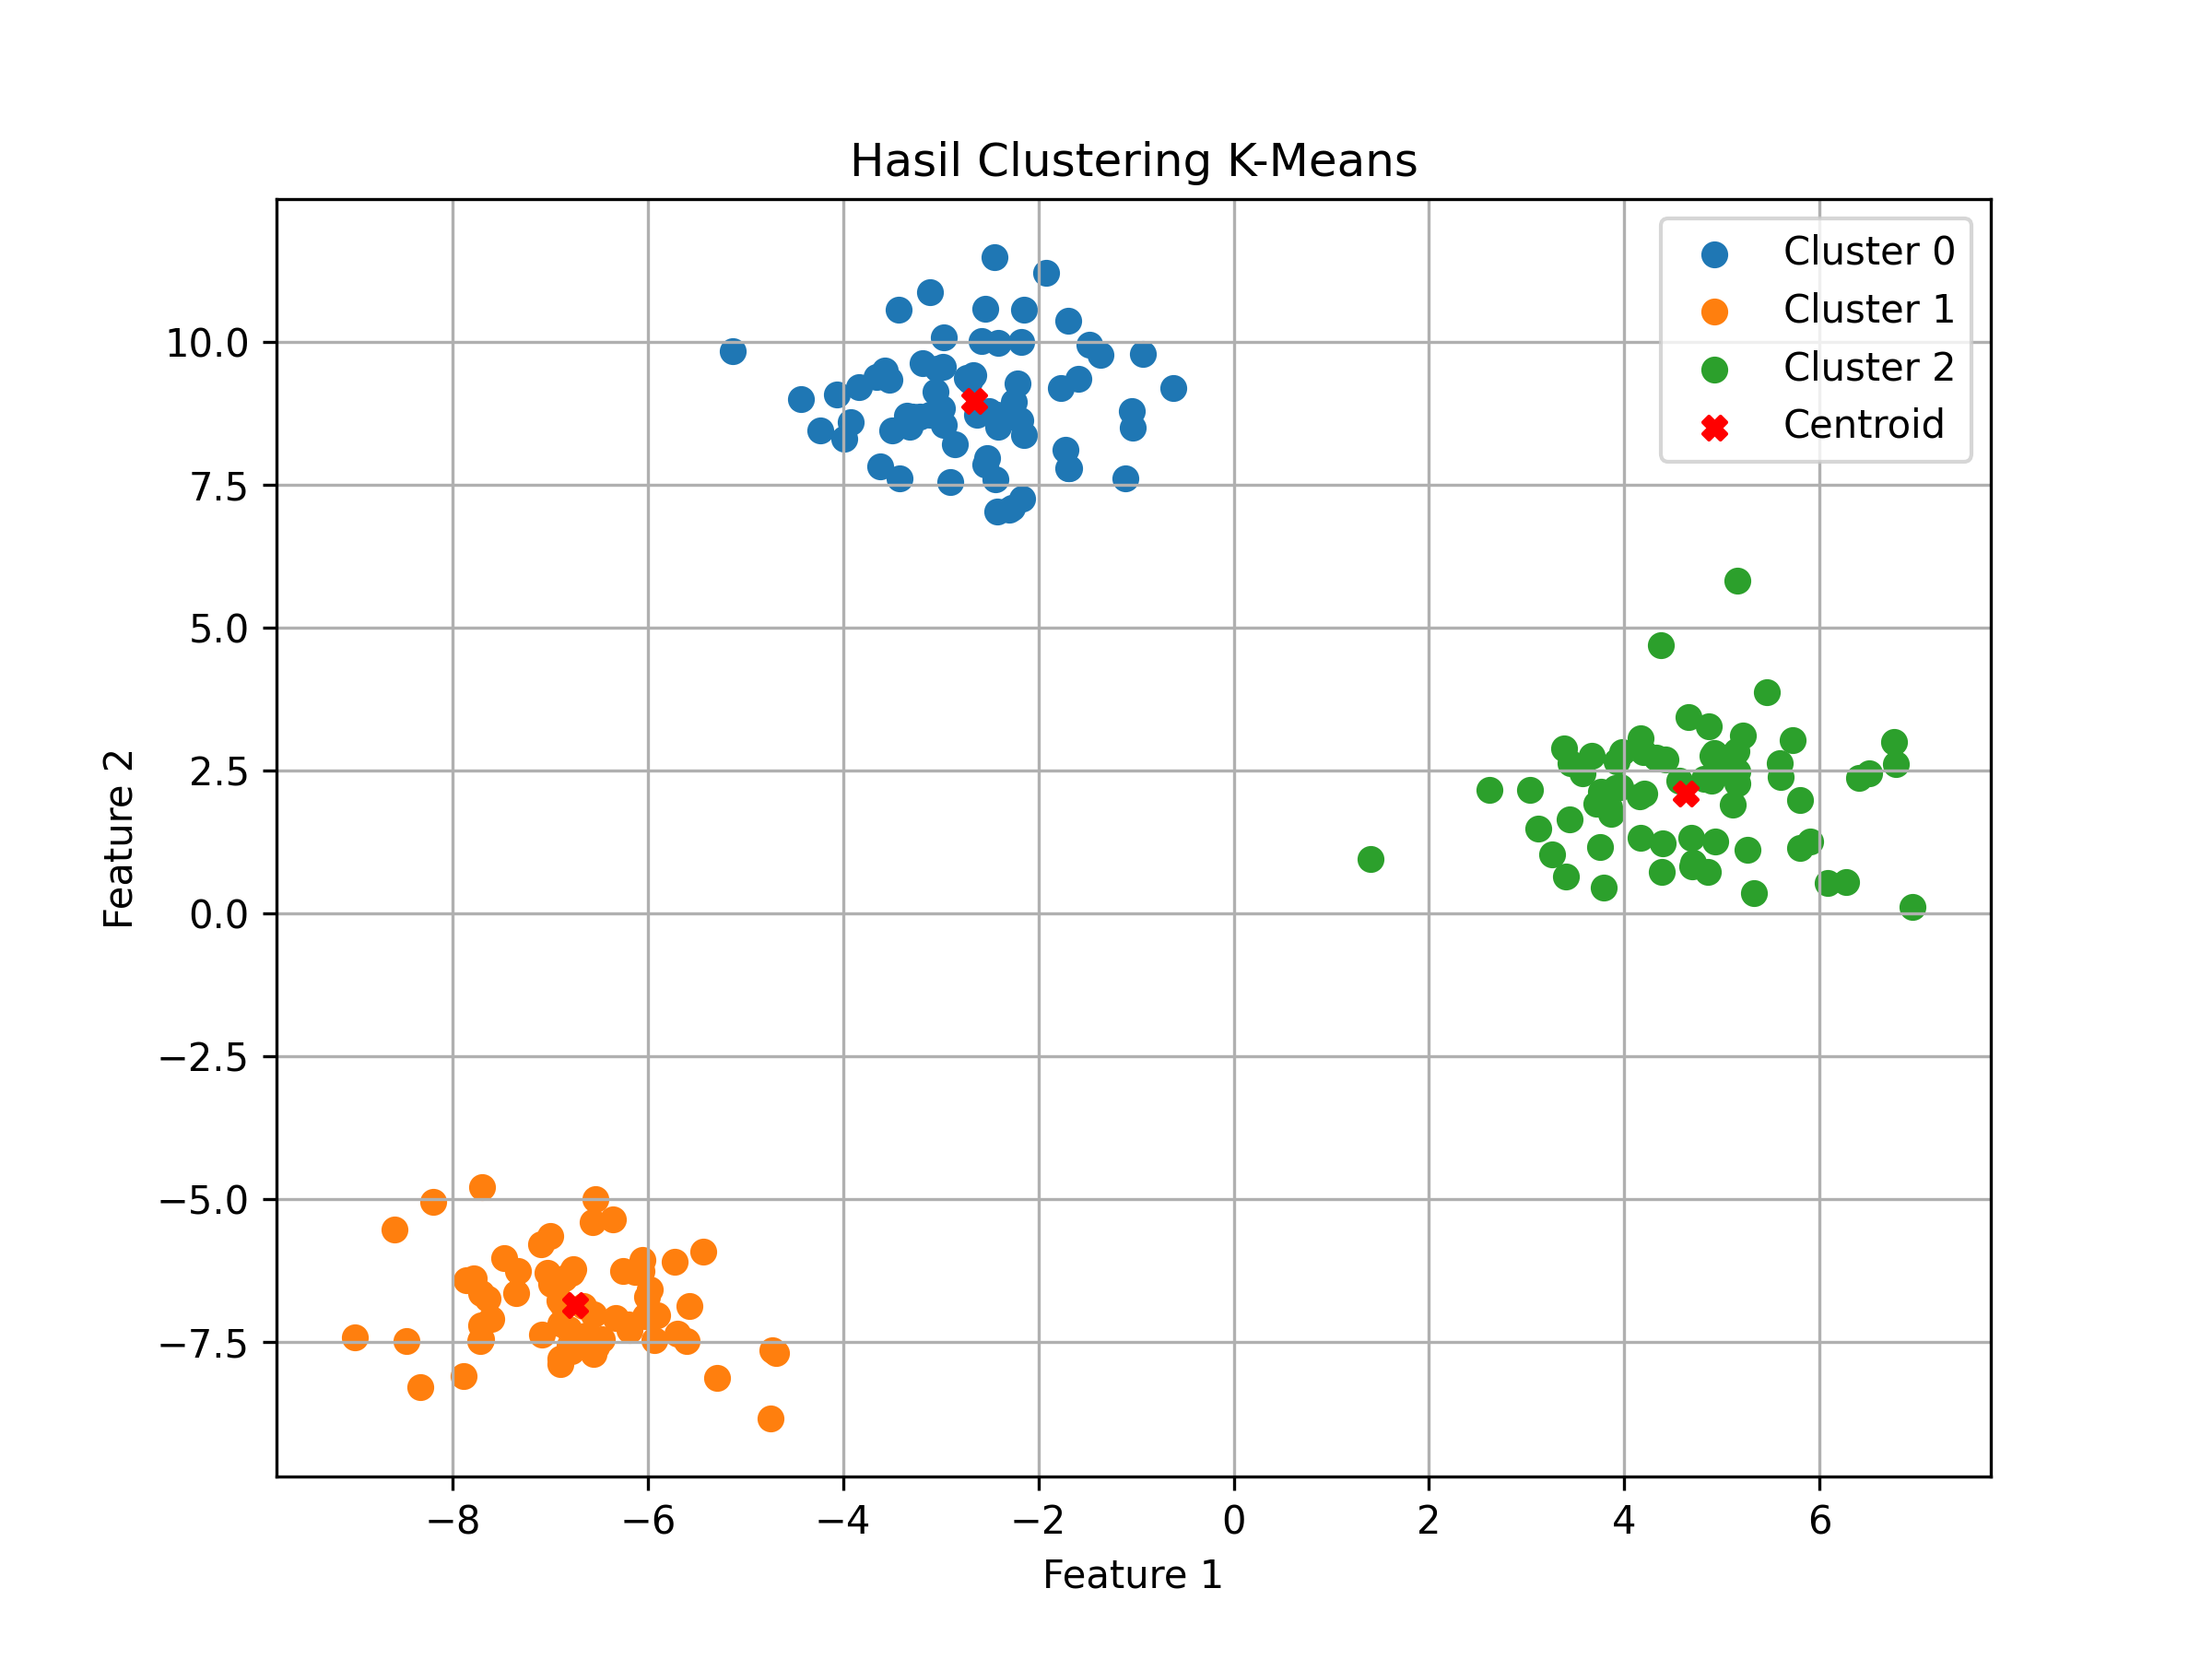 Hasil Clustering K-Means
Cluster 0
Cluster 1
Cluster 2
Centroid
10.0
7.5
5.0
2.5
0.0
−2.5
−5.0
−7.5
Feature 2
−8 −6 −4 −2 0 2 4 6
Feature 1